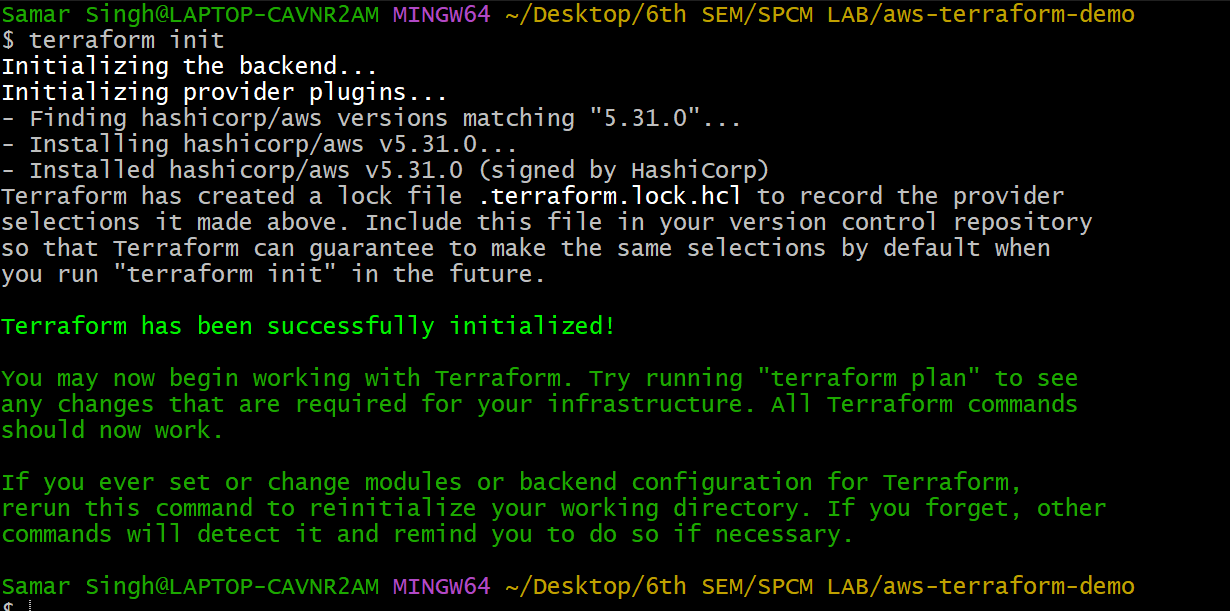 Samar Singh@LAPTOP-CAVNR2AM MINGW64 ~/Desktop/6th SEM/SPCM LAB/aws-terraform-demo
$ terraform init
Initializing the backend...
Initializing provider plugins...
- Finding hashicorp/aws versions matching "5.31.0"...
- Installing hashicorp/aws v5.31.0...
- Installed hashicorp/aws v5.31.0 (signed by HashiCorp)
Terraform has created a lock file .terraform.lock.hcl to record the provider
selections it made above. Include this file in your version control repository
so that Terraform can guarantee to make the same selections by default when
you run "terraform init" in the future.
Terraform has been successfully initialized!
You may now begin working with Terraform. Try running "terraform plan" to see
any changes that are required for your infrastructure. All Terraform commands
should now work.
If you ever set or change modules or backend configuration for Terraform,
rerun this command to reinitialize your working directory. If you forget, other
commands will detect it and remind you to do so if necessary.
Samar Singh@LAPTOP-CAVNR2AM MINGW64 ~/Desktop/6th SEM/SPCM LAB/aws-terraform-demo
$